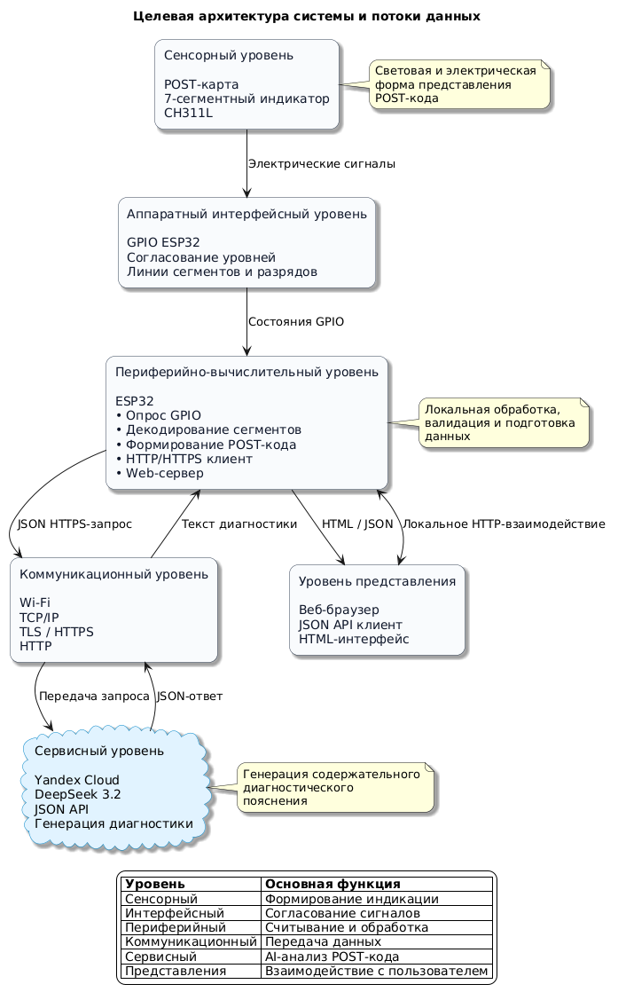 Целевая архитектура системы и потоки данных
Сенсорный уровень
POST-карта
7-сегментный индикатор
CH311L
Световая и электрическая
форма представления
POST-кода
Электрические сигналы
Аппаратный интерфейсный уровень
GPIO ESP32
Согласование уровней
Линии сегментов и разрядов
Состояния GPIO
Периферийно-вычислительный уровень
ESP32
• Опрос GPIO
• Декодирование сегментов
• Формирование POST-кода
• HTTP/HTTPS клиент
• Web-сервер
Локальная обработка,
валидация и подготовка
данных
JSON HTTPS-запрос
Текст диагностики
HTML / JSON
Локальное HTTP-взаимодействие
Коммуникационный уровень
Wi-Fi
TCP/IP
TLS / HTTPS
HTTP
Уровень представления
Веб-браузер
JSON API клиент
HTML-интерфейс
Передача запроса
JSON-ответ
Сервисный уровень
Yandex Cloud
DeepSeek 3.2
JSON API
Генерация диагностики
Генерация содержательного
диагностического
пояснения
Уровень Основная функция
Сенсорный Формирование индикации
Интерфейсный Согласование сигналов
Периферийный Считывание и обработка
Коммуникационный Передача данных
Сервисный AI-анализ POST-кода
Представления Взаимодействие с пользователем